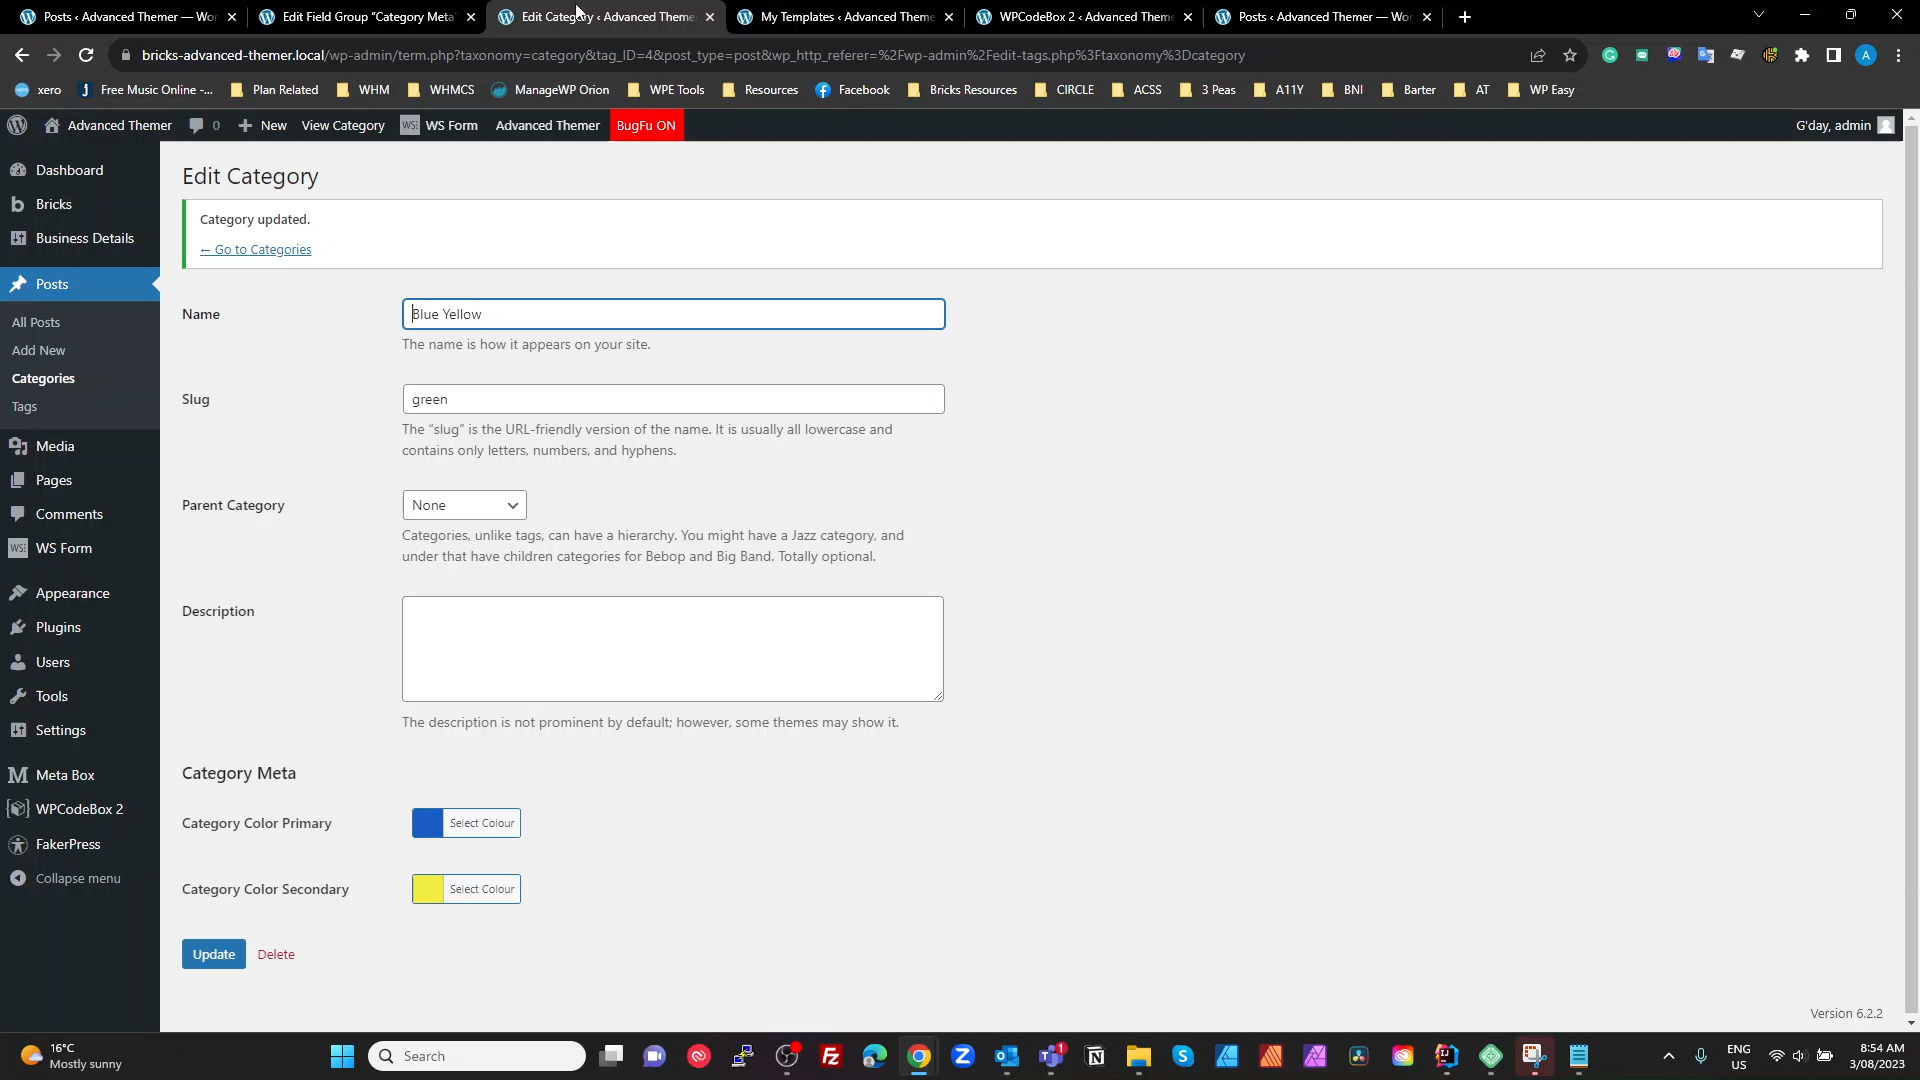 Posts ‹ Advanced Themer — Wor
Edit Field Group "Category Meta"
Edit Category ‹ Advanced Theme
My Templates ‹ Advanced Theme
WPCodeBox 2 ‹ Advanced Theme
Posts ‹ Advanced Themer — Wor
bricks-advanced-themer.local/wp-admin/term.php?taxonomy=category&tag_ID=4&post_type=post&wp_http_referer=%2Fwp-admin%2Fedit-tags.php%3Ftaxonomy%3Dcategory
A
xero
Free Music Online -...
Plan Related
WHM
WHMCS
ManageWP Orion
WPE Tools
Resources
Facebook
Bricks Resources
CIRCLE
ACSS
3 Peas
A11Y
BNI
Barter
AT
WP Easy
Advanced Themer
0
New
View Category
WS Form
Advanced Themer
BugFu ON
G'day, admin
Dashboard
Bricks
Business Details
Posts
All Posts
Add New
Categories
Tags
Media
Pages
Comments
WS Form
Appearance
Plugins
Users
Tools
Settings
Meta Box
WPCodeBox 2
FakerPress
Collapse menu
Edit Category
Category updated.
← Go to Categories
Name
Blue Yellow
The name is how it appears on your site.
Slug
green
The “slug” is the URL-friendly version of the name. It is usually all lowercase and
contains only letters, numbers, and hyphens.
Parent Category
None
Categories, unlike tags, can have a hierarchy. You might have a Jazz category, and
under that have children categories for Bebop and Big Band. Totally optional.
Description
The description is not prominent by default; however, some themes may show it.
Category Meta
Category Color Primary
Select Colour
Category Color Secondary
Select Colour
Update
Delete
Version 6.2.2
16°C
Mostly sunny
Search
ENG
US
8:54 AM
3/08/2023